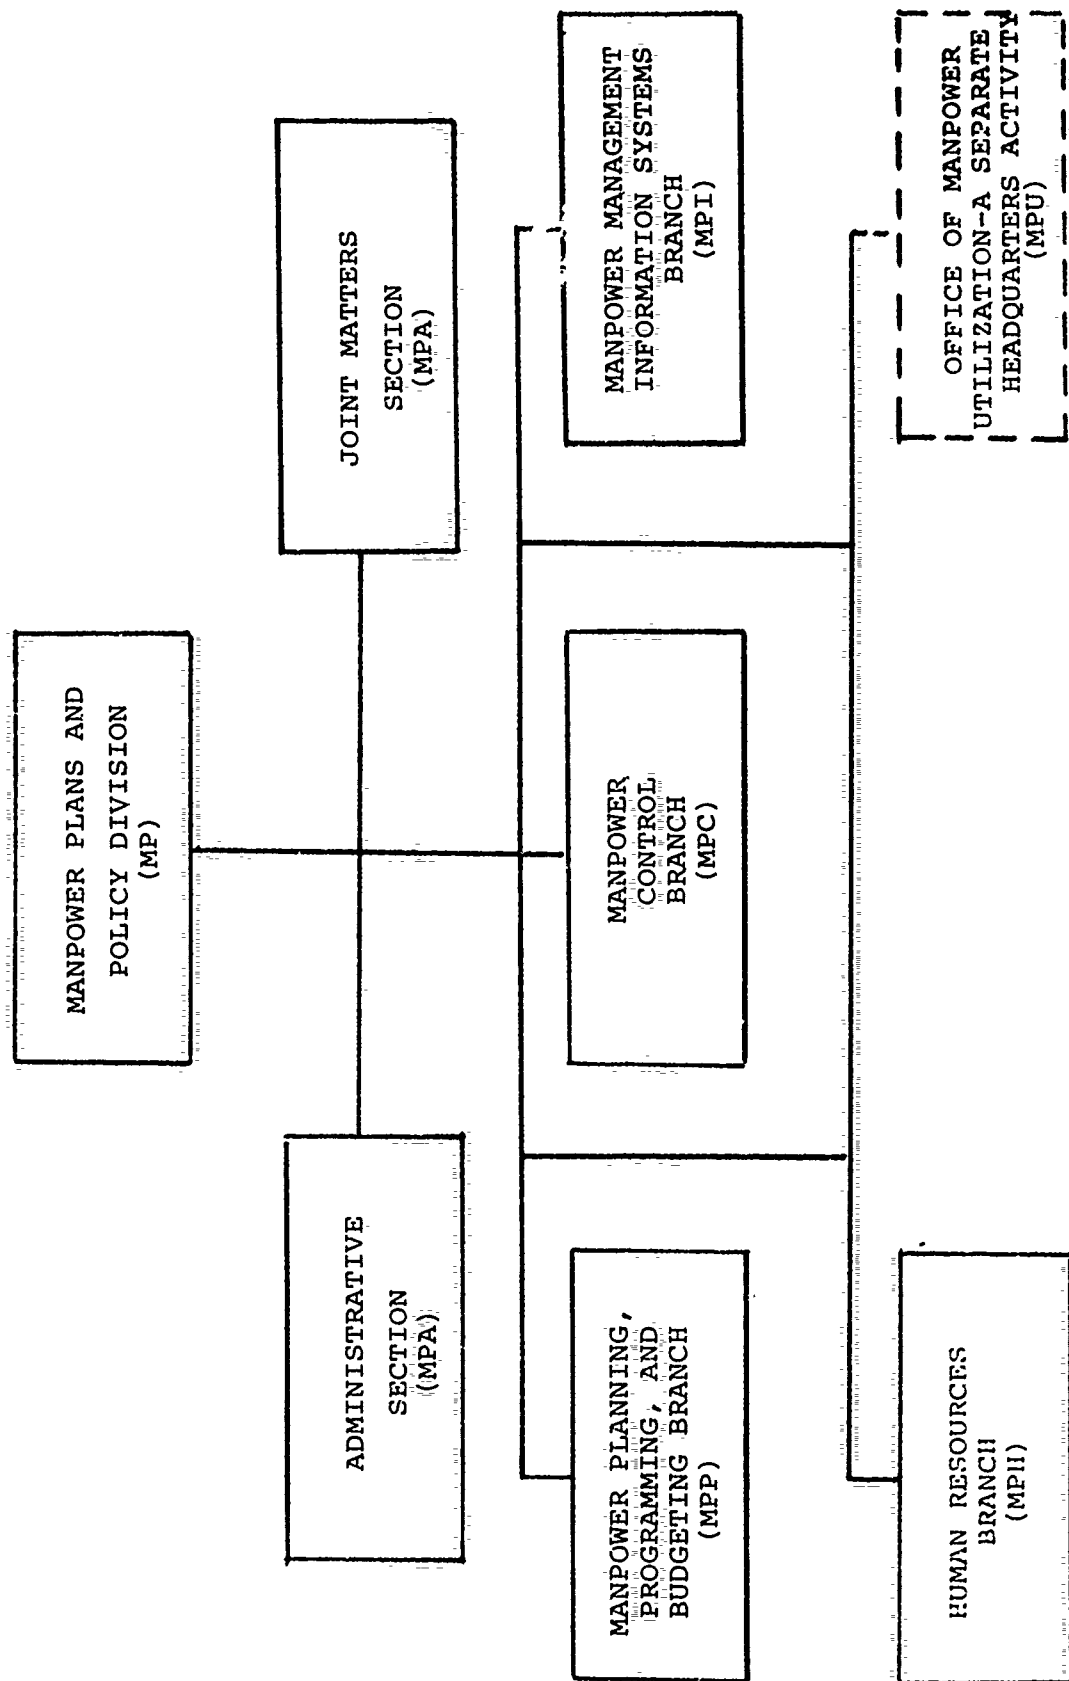 MANPOWER PLANS AND
POLICY DIVISION
(MP)
ADMINISTRATIVE
SECTION
(MPA)
JOINT MATTERS
SECTION
(MPA)
MANPOWER PLANNING,
PROGRAMMING, AND
BUDGETING BRANCH
(MPP)
MANPOWER
CONTROL
BRANCH
(MPC)
MANPOWER MANAGEMENT
INFORMATION SYSTEMS
BRANCH
(MPI)
HUMAN RESOURCES
BRANCH
(MPH)
OFFICE OF MANPOWER
UTILIZATION-A SEPARATE
HEADQUARTERS ACTIVITY
(MPU)